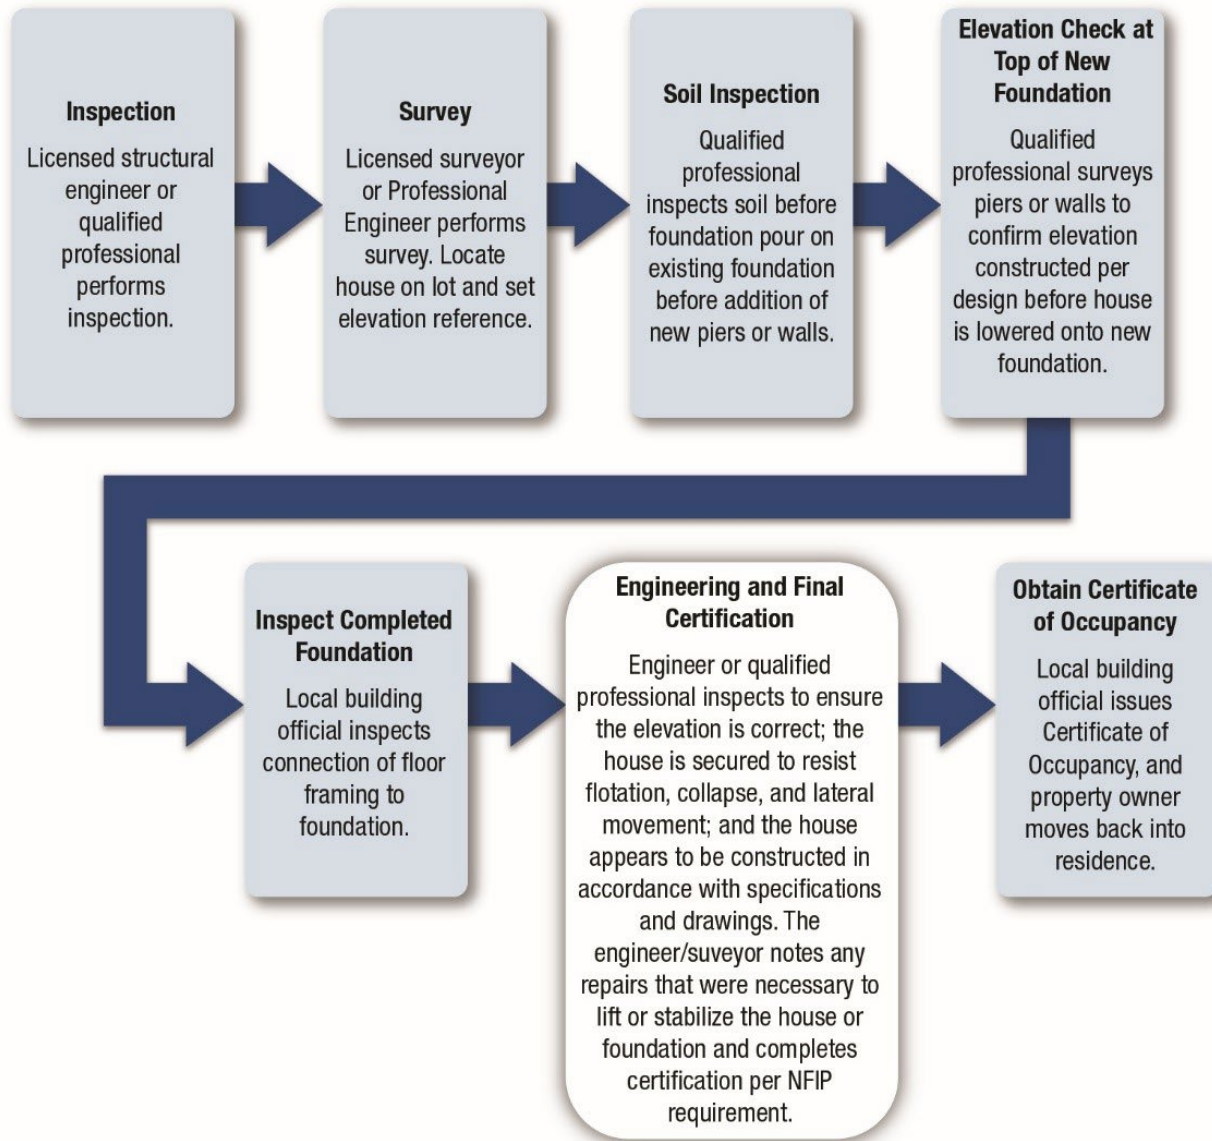 Inspection
Licensed structural
engineer or
qualified
professional
performs
inspection.
Survey
Licensed surveyor
or Professional
Engineer performs
survey. Locate
house on lot and set
elevation reference.
Soil Inspection
Qualified
professional
inspects soil before
foundation pour on
existing foundation
before addition of
new piers or walls.
Elevation Check at
Top of New
Foundation
Qualified
professional surveys
piers or walls to
confirm elevation
constructed per
design before house
is lowered onto new
foundation.
Inspect Completed
Foundation
Local building
official inspects
connection of floor
framing to
foundation.
Engineering and Final
Certification
Engineer or qualified
professional inspects to ensure
the elevation is correct; the
house is secured to resist
flotation, collapse, and lateral
movement; and the house
appears to be constructed in
accordance with specifications
and drawings. The
engineer/suveyor notes any
repairs that were necessary to
lift or stabilize the house or
foundation and completes
certification per NFIP
requirement.
Obtain Certificate
of Occupancy
Local building
official issues
Certificate of
Occupancy, and
property owner
moves back into
residence.